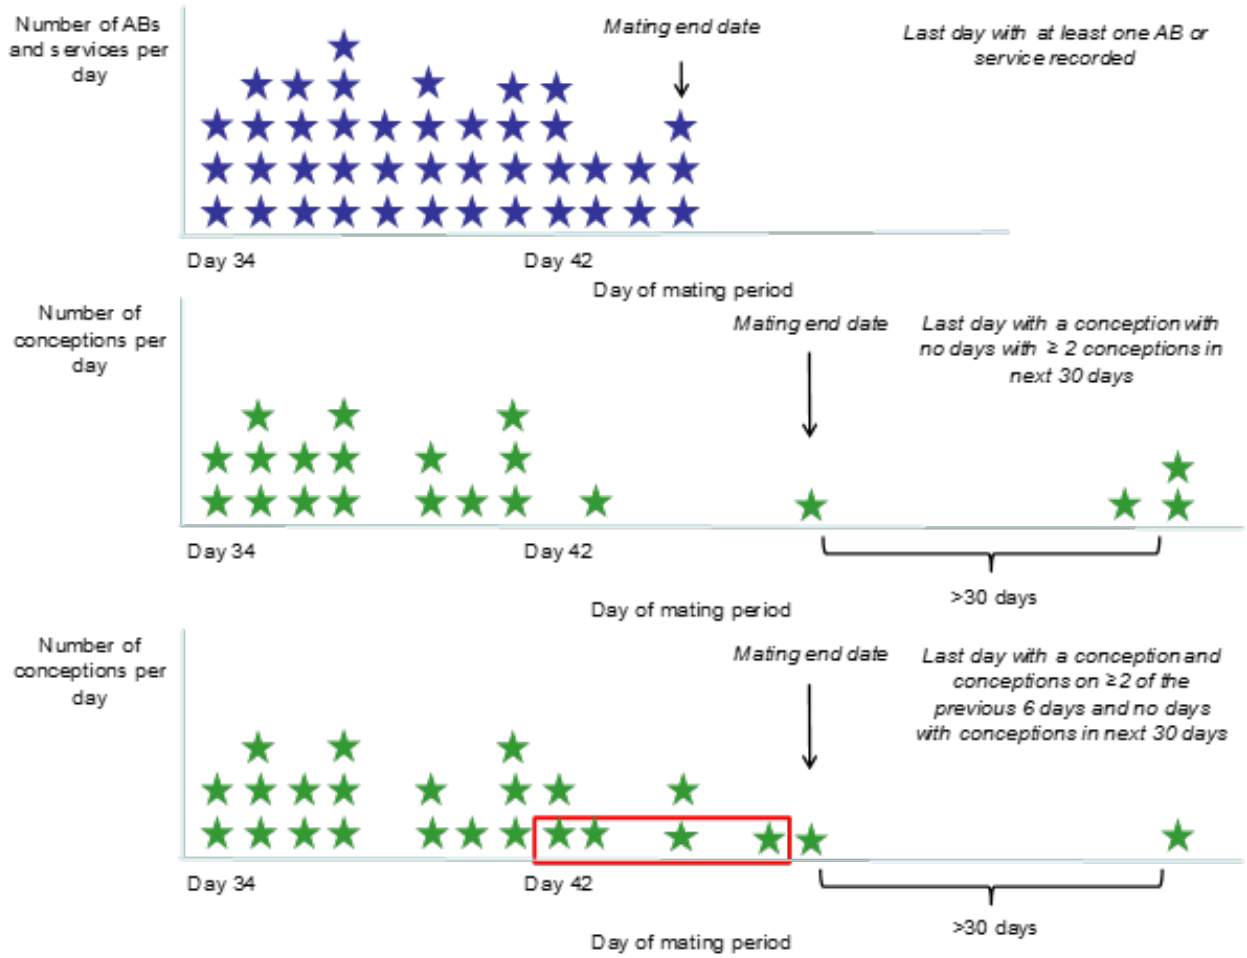 Number of ABs
and services per
day
Mating end date
Last day with at least one AB or
service recorded
Day 34
Day 42
Day of mating period
Number of
conceptions per
day
Mating end date
Last day with a conception with
no days with ≥ 2 conceptions in
next 30 days
Day 34
Day 42
>30 days
Day of mating period
Number of
conceptions per
day
Mating end date
Last day with a conception and
conceptions on ≥2 of the
previous 6 days and no days
with conceptions in next 30 days
Day 34
Day 42
>30 days
Day of mating period